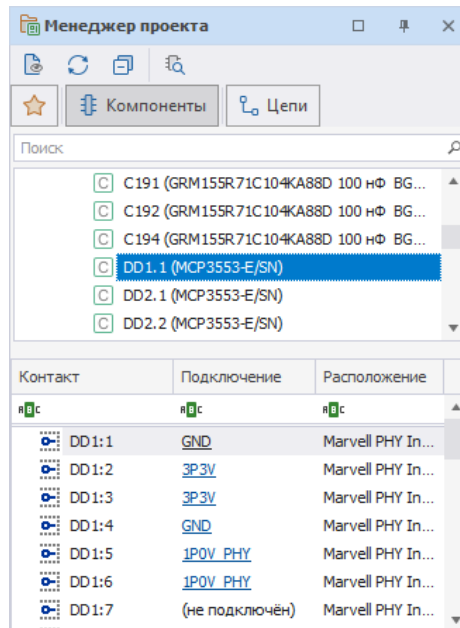 Менеджер проекта
Компоненты Цепи
Поиск
C C191 (GRM155R71C104KA88D 100 нФ BG...
C C192 (GRM155R71C104KA88D 100 нФ BG...
C C194 (GRM155R71C104KA88D 100 нФ BG...
C DD1.1 (MCP3553-E/SN)
C DD2.1 (MCP3553-E/SN)
C DD2.2 (MCP3553-E/SN)
Контакт Подключение Расположение
ABC ABC ABC
DD1:1 GND Marvell PHY In...
DD1:2 3P3V Marvell PHY In...
DD1:3 3P3V Marvell PHY In...
DD1:4 GND Marvell PHY In...
DD1:5 1P0V_PHY Marvell PHY In...
DD1:6 1P0V_PHY Marvell PHY In...
DD1:7 (не подключён) Marvell PHY In...